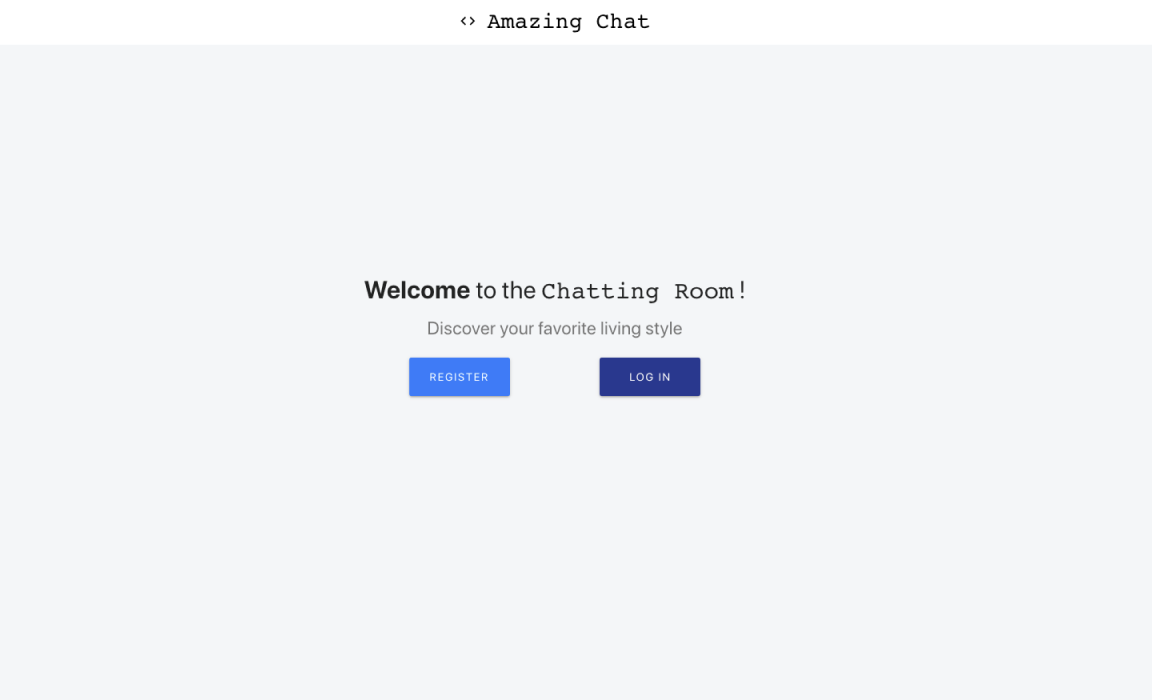 <> Amazing Chat
Welcome to the Chatting Room!
Discover your favorite living style
REGISTER
LOG IN